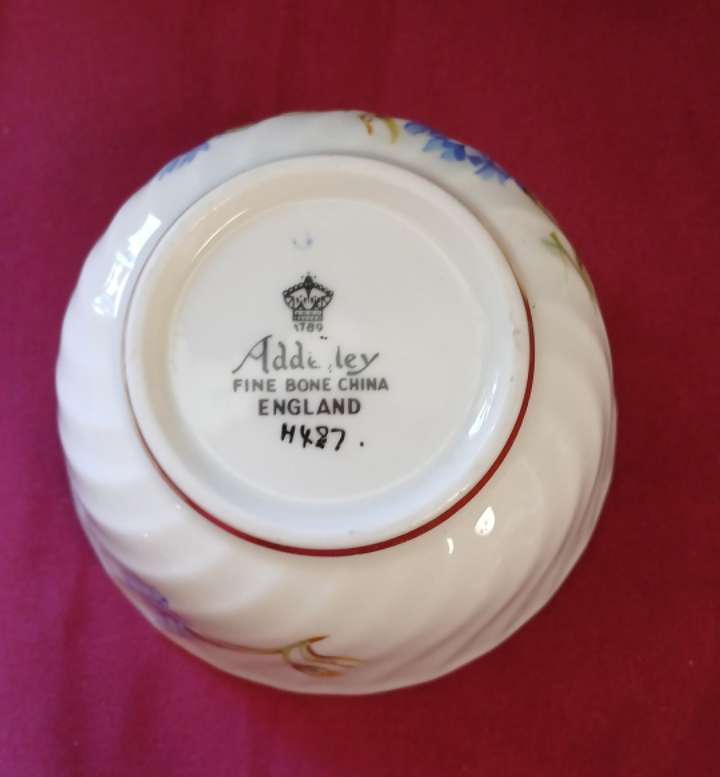 1789
Adderley
FINE BONE CHINA
ENGLAND
H487.